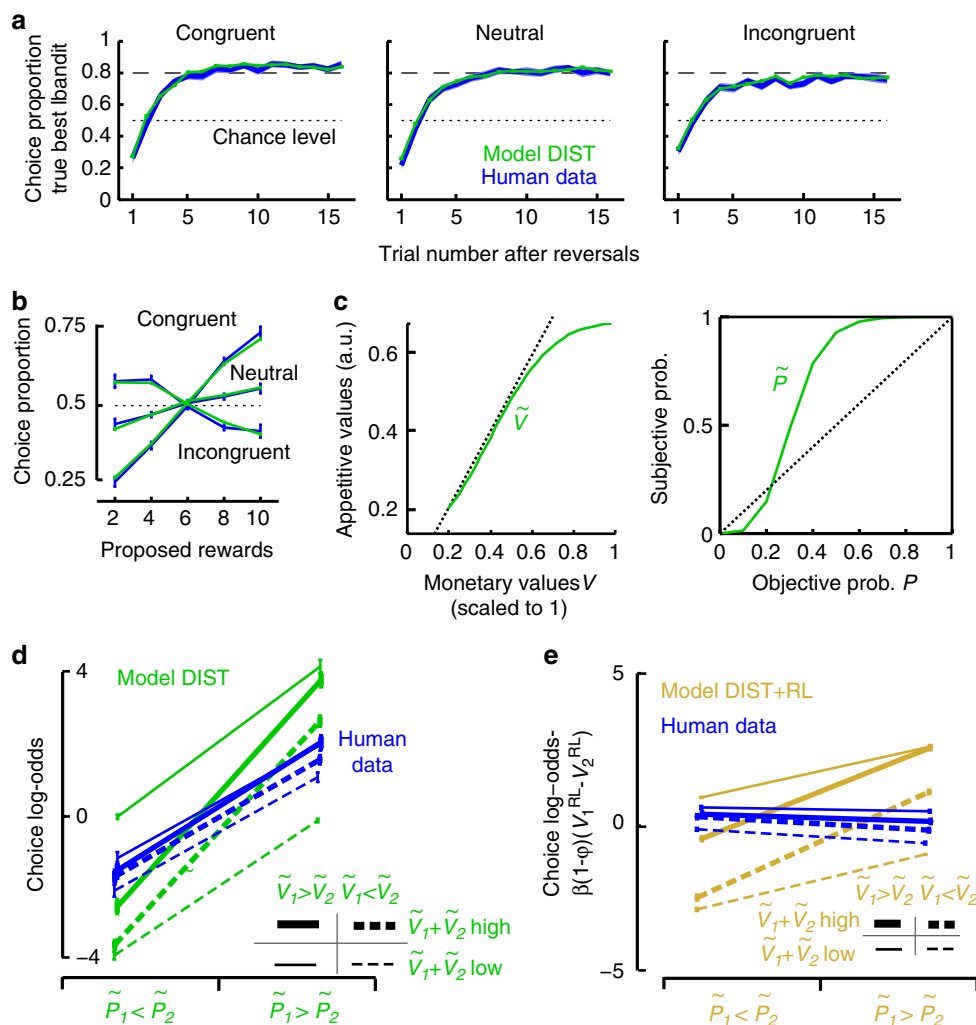 a
Congruent
Neutral
Incongruent
Choice proportion
true best lbandit
1
0.8
0.6
0.4
0.2
0
Chance level
Model DIST
Human data
1 5 10 15
1 5 10 15
1 5 10 15
Trial number after reversals
b
Choice proportion
0.75
0.5
0.25
Congruent
Neutral
Incongruent
2 4 6 8 10
Proposed rewards
c
Appetitive values (a.u.)
0.6
0.4
0.2
Ṽ
0 0.2 0.4 0.6 0.8 1
Monetary values V
(scaled to 1)
Subjective prob.
1
0
P̃
0 0.2 0.4 0.6 0.8 1
Objective prob. P
d
Choice log-odds
4
0
−4
Model DIST
Human
data
Ṽ1>Ṽ2 Ṽ1<Ṽ2
Ṽ1+Ṽ2 high
Ṽ1+Ṽ2 low
P̃1 < P̃2
P̃1 > P̃2
e
Choice log–odds-
β(1-φ)(V1RL-V2RL)
5
0
−5
Model DIST+RL
Human data
Ṽ1>Ṽ2 Ṽ1<Ṽ2
Ṽ1+Ṽ2 high
Ṽ1+Ṽ2 low
P̃1 < P̃2
P̃1 > P̃2